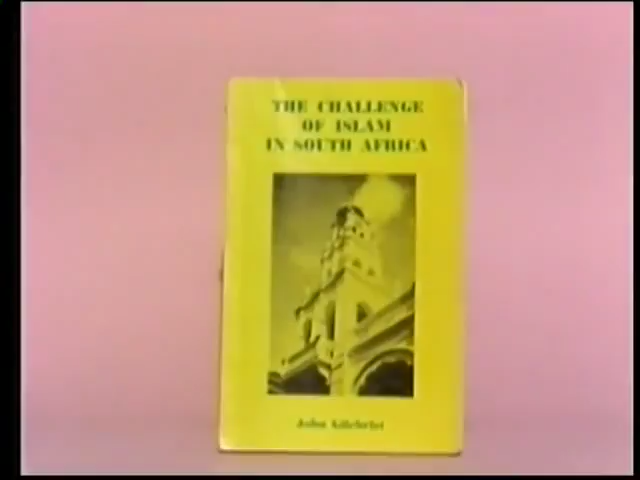 THE CHALLENGE
OF ISLAM
IN SOUTH AFRICA
John Gilchrist